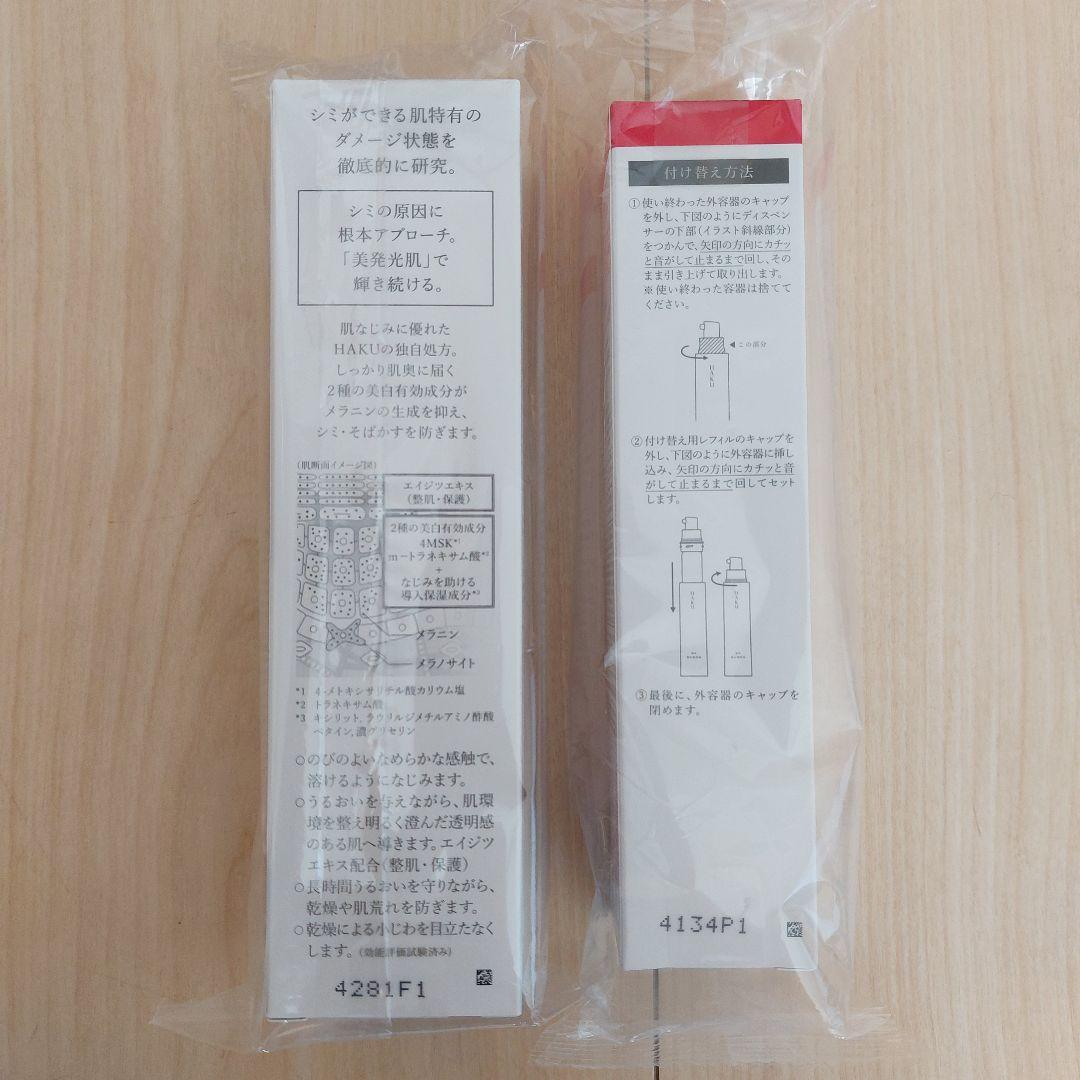 シミができる肌特有の
ダメージ状態を
徹底的に研究。
シミの原因に
根本アプローチ。
「美発光肌」で
輝き続ける。
肌なじみに優れた
HAKUの独自処方。
しっかり肌奥に届く
2種の美白有効成分が
メラニンの生成を抑え、
シミ・そばかすを防ぎます。
(肌断面イメージ図)
エイジツエキス
(整肌・保護)
2種の美白有効成分
4MSK*1
m-トラネキサム酸*2
+
なじみを助ける
導入保湿成分*3
メラニン
メラノサイト
*1 4-メトキシサリチル酸カリウム塩
*2 トラネキサム酸
*3 キシリット, ラウリルジメチルアミノ酢酸
ベタイン, 濃グリセリン
○のびのよいなめらかな感触で、
溶けるようになじみます。
○うるおいを与えながら、肌環
境を整え明るく澄んだ透明感
のある肌へ導きます。エイジツ
エキス配合(整肌・保護)
○長時間うるおいを守りながら、
乾燥や肌荒れを防ぎます。
○乾燥による小じわを目立たなく
します。(効能評価試験済み)
4281F1
付け替え方法
①使い終わった外容器のキャップ
を外し、下図のようにディスペン
サーの下部(イラスト斜線部分)
をつかんで、矢印の方向にカチッ
と音がして止まるまで回し、その
まま引き上げて取り出します。
※使い終わった容器は捨てて
ください。
◀この部分
HAKU
②付け替え用レフィルのキャップを
外し、下図のように外容器に挿し
込み、矢印の方向にカチッと音
がして止まるまで回してセット
します。
HAKU
HAKU
③最後に、外容器のキャップを
閉めます。
4134P1